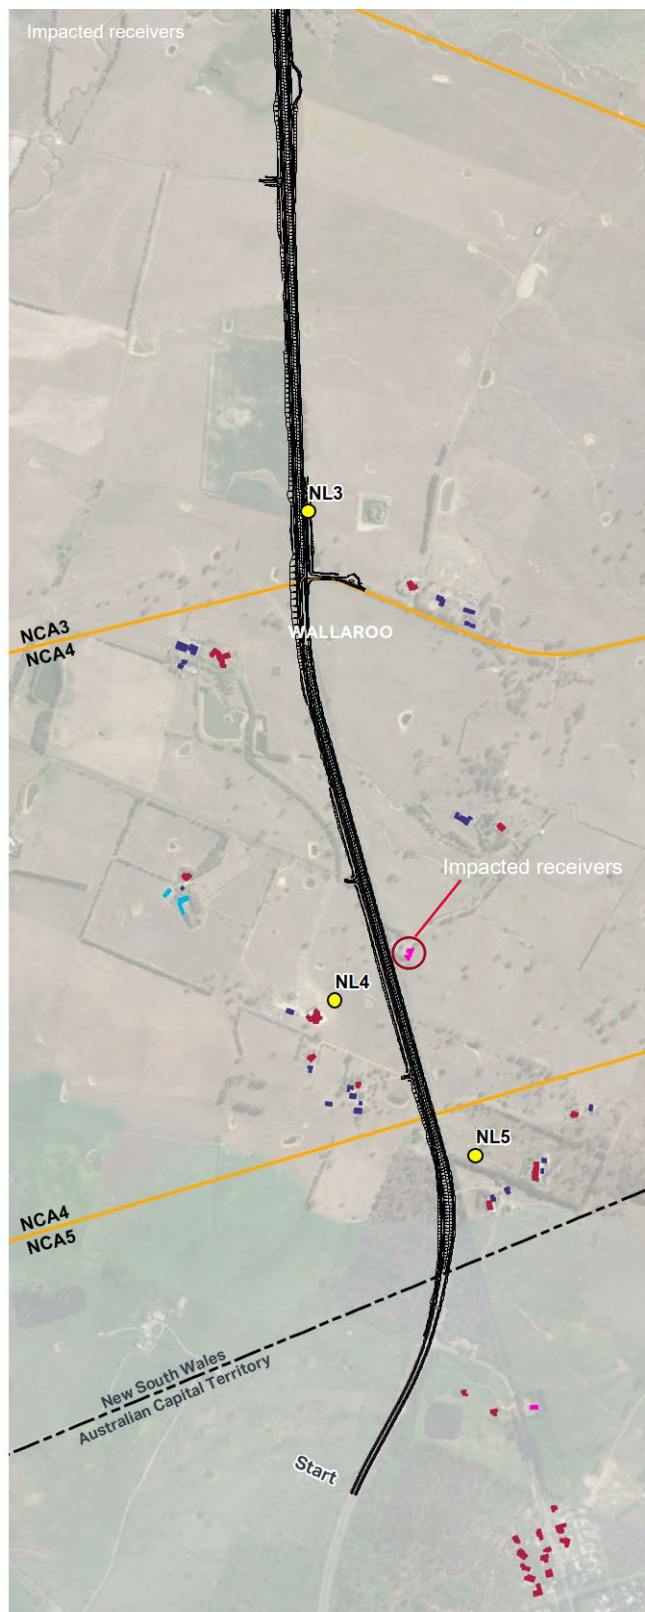 Impacted receivers
NL3
NCA3
NCA4
WALLAROO
Impacted receivers
NL4
NL5
NCA4
NCA5
New South Wales
Australian Capital Territory
Start